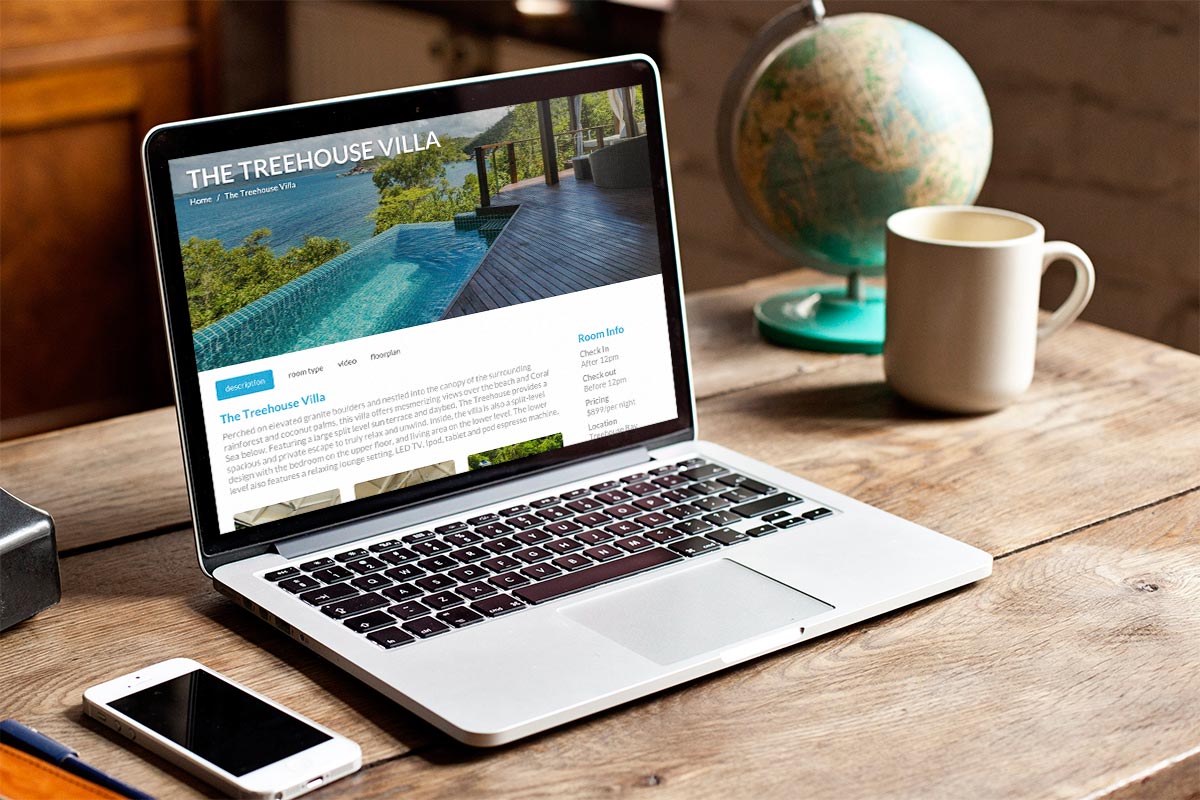 THE TREEHOUSE VILLA
Home / The Treehouse Villa
description room type video floorplan
The Treehouse Villa
Perched on elevated granite boulders and nestled into the canopy of the surrounding
rainforest and coconut palms, this villa offers mesmerizing views over the beach and Coral
Sea below. Featuring a large split level sun terrace and daybed. The Treehouse provides a
spacious and private escape to truly relax and unwind. Inside, the villa is also a split-level
design with the bedroom on the upper floor, and living area on the lower level. The lower
level also features a relaxing lounge setting, LED TV, Ipod, tablet and pod espresso machine.
Room Info
Check In
After 12pm
Check out
Before 12pm
Pricing
$899/per night
Location
Treehouse Bay